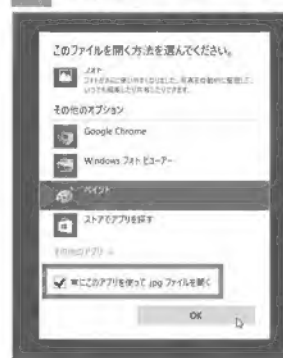 このファイルを開く方法を選んでください。
フォト
その他のオプション
Google Chrome
Windows フォト ビューアー
ペイント
ストアでアプリを探す
その他のアプリ
常にこのアプリを使って .jpg ファイルを開く
OK